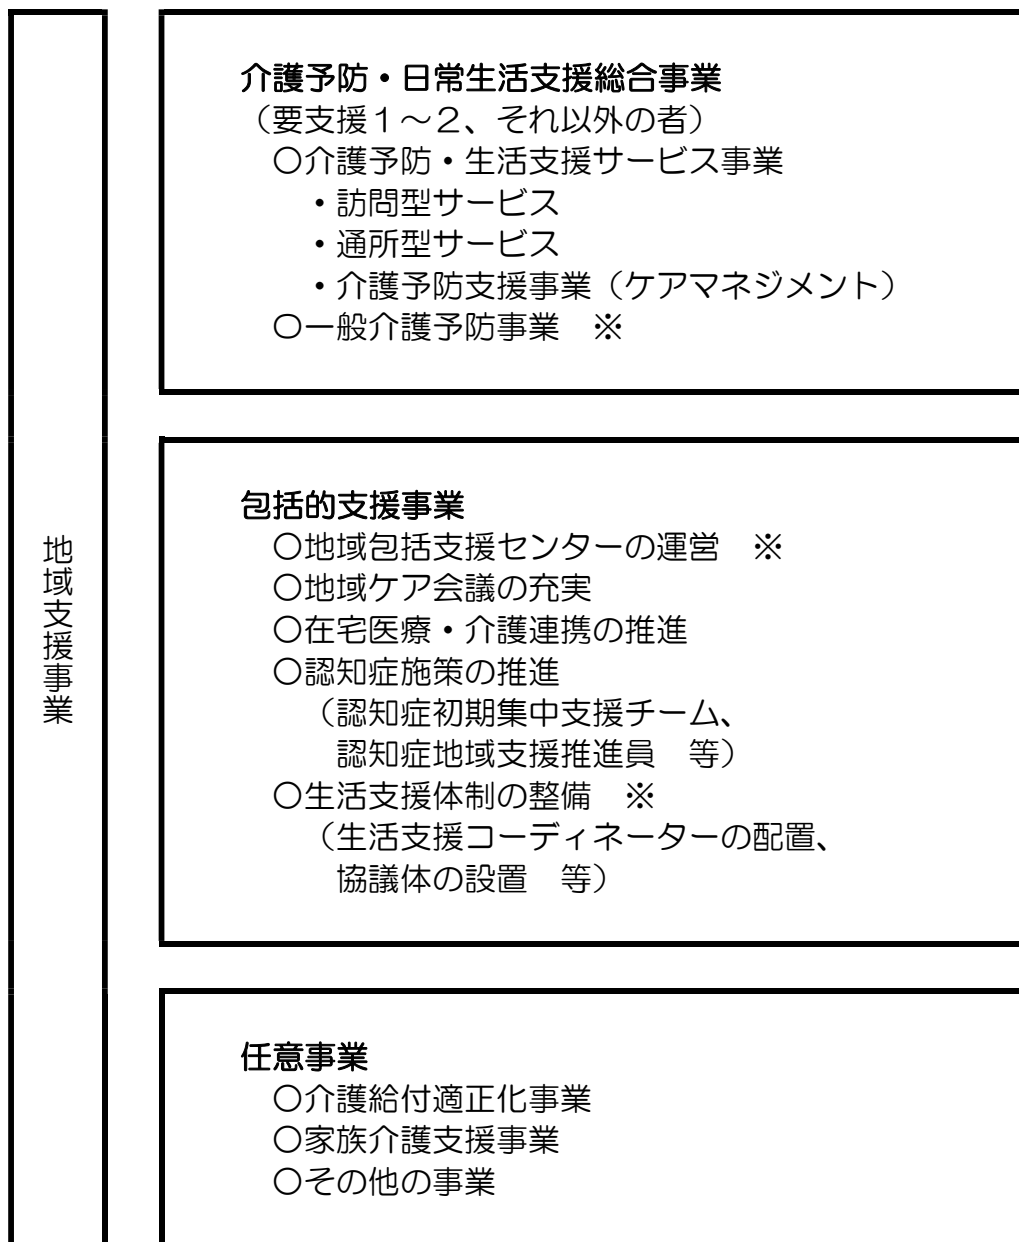 地域支援事業
介護予防・日常生活支援総合事業
（要支援１～２、それ以外の者）
〇介護予防・生活支援サービス事業
・訪問型サービス
・通所型サービス
・介護予防支援事業（ケアマネジメント）
〇一般介護予防事業　※
包括的支援事業
〇地域包括支援センターの運営　※
〇地域ケア会議の充実
〇在宅医療・介護連携の推進
〇認知症施策の推進
（認知症初期集中支援チーム、
認知症地域支援推進員　等）
〇生活支援体制の整備　※
（生活支援コーディネーターの配置、
協議体の設置　等）
任意事業
〇介護給付適正化事業
〇家族介護支援事業
〇その他の事業